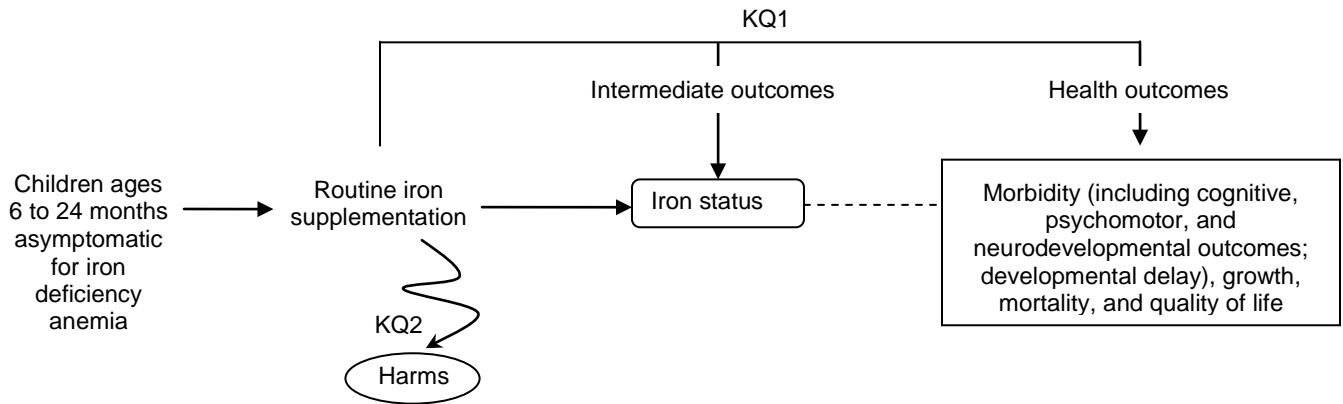 KQ1
Intermediate outcomes
Health outcomes
Children ages
6 to 24 months
asymptomatic
for iron
deficiency
anemia
Routine iron
supplementation
Iron status
Morbidity (including cognitive,
psychomotor, and
neurodevelopmental outcomes;
developmental delay), growth,
mortality, and quality of life
KQ2
Harms